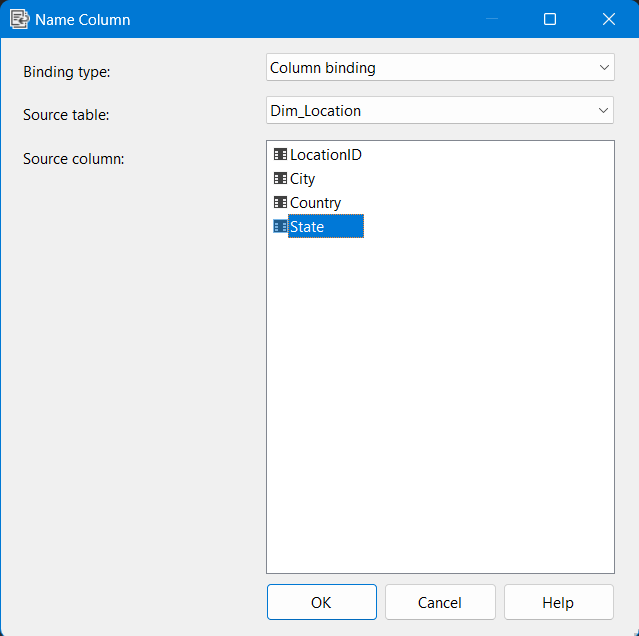 Name Column
Binding type: Column binding
Source table: Dim_Location
Source column:
LocationID
City
Country
State
OK Cancel Help